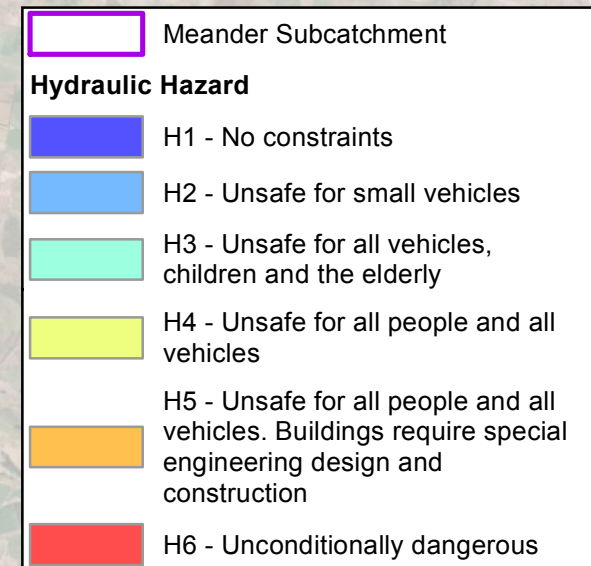 Meander Subcatchment
Hydraulic Hazard
H1 - No constraints
H2 - Unsafe for small vehicles
H3 - Unsafe for all vehicles,
children and the elderly
H4 - Unsafe for all people and all
vehicles
H5 - Unsafe for all people and all
vehicles. Buildings require special
engineering design and
construction
H6 - Unconditionally dangerous